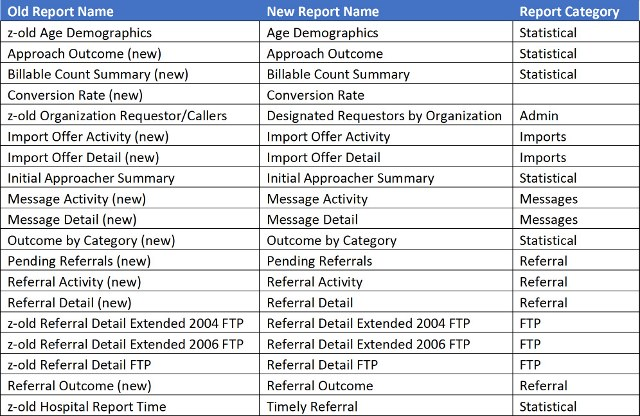 Old Report Name New Report Name Report Category
z-old Age Demographics Age Demographics Statistical
Approach Outcome (new) Approach Outcome Statistical
Billable Count Summary (new) Billable Count Summary Statistical
Conversion Rate (new) Conversion Rate
z-old Organization Requestor/Callers Designated Requestors by Organization Admin
Import Offer Activity (new) Import Offer Activity Imports
Import Offer Detail (new) Import Offer Detail Imports
Initial Approacher Summary Initial Approacher Summary Statistical
Message Activity (new) Message Activity Messages
Message Detail (new) Message Detail Messages
Outcome by Category (new) Outcome by Category Statistical
Pending Referrals (new) Pending Referrals Referral
Referral Activity (new) Referral Activity Referral
Referral Detail (new) Referral Detail Referral
z-old Referral Detail Extended 2004 FTP Referral Detail Extended 2004 FTP FTP
z-old Referral Detail Extended 2006 FTP Referral Detail Extended 2006 FTP FTP
z-old Referral Detail FTP Referral Detail FTP FTP
Referral Outcome (new) Referral Outcome Referral
z-old Hospital Report Time Timely Referral Statistical